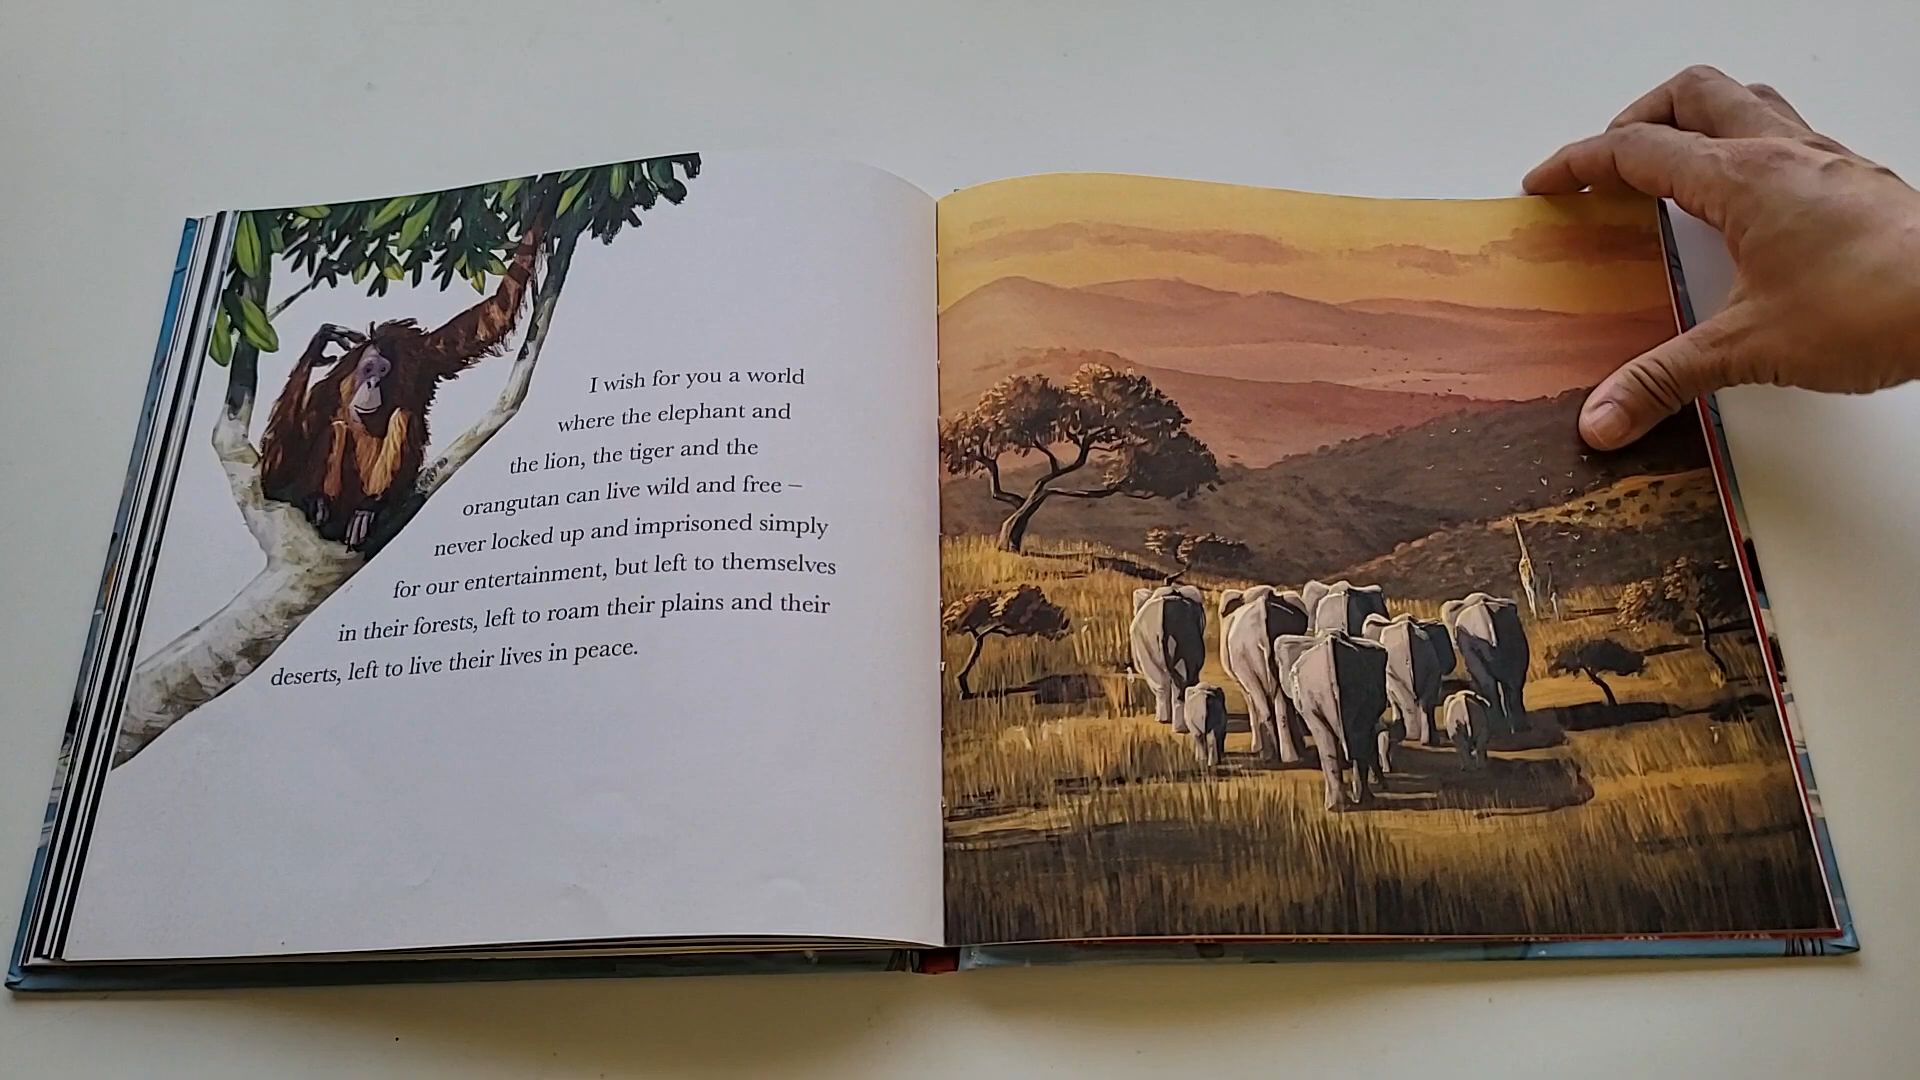 I wish for you a world
where the elephant and
the lion, the tiger and the
orangutan can live wild and free –
never locked up and imprisoned simply
for our entertainment, but left to themselves
in their forests, left to roam their plains and their
deserts, left to live their lives in peace.